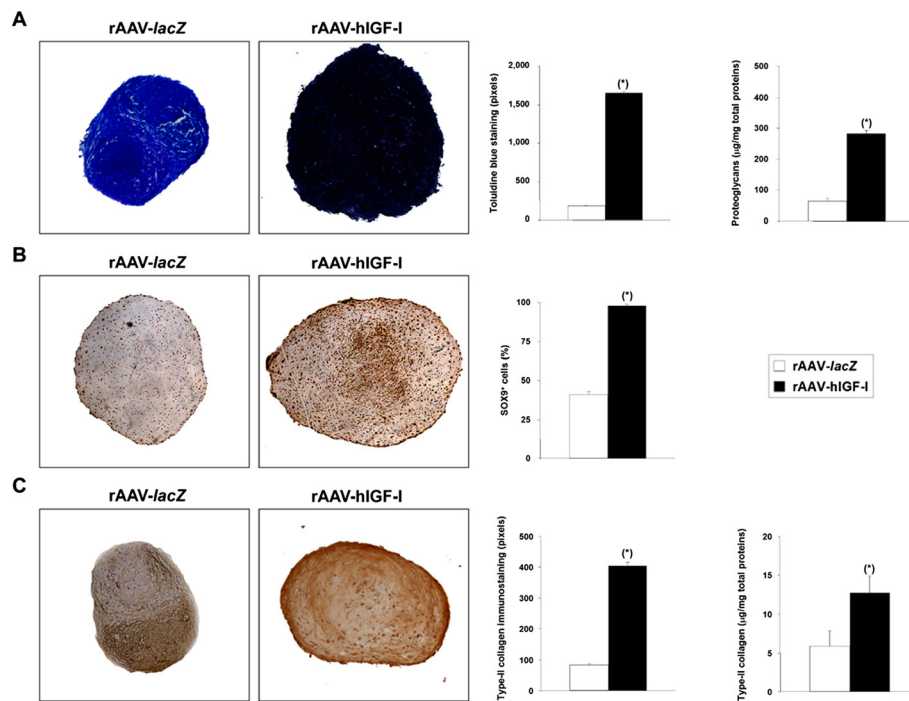 A
rAAV-lacZ
rAAV-hIGF-I
Toluidine blue staining (pixels)
2,000
1,500
1,000
500
0
(*)
Proteoglycans (µg/mg total proteins)
500
400
300
200
100
0
(*)
B
rAAV-lacZ
rAAV-hIGF-I
SOX9⁺ cells (%)
100
75
50
25
0
(*)
rAAV-lacZ
rAAV-hIGF-I
C
rAAV-lacZ
rAAV-hIGF-I
Type-II collagen immunostaining (pixels)
500
400
300
200
100
0
(*)
Type-II collagen (µg/mg total proteins)
20
15
10
5
0
(*)